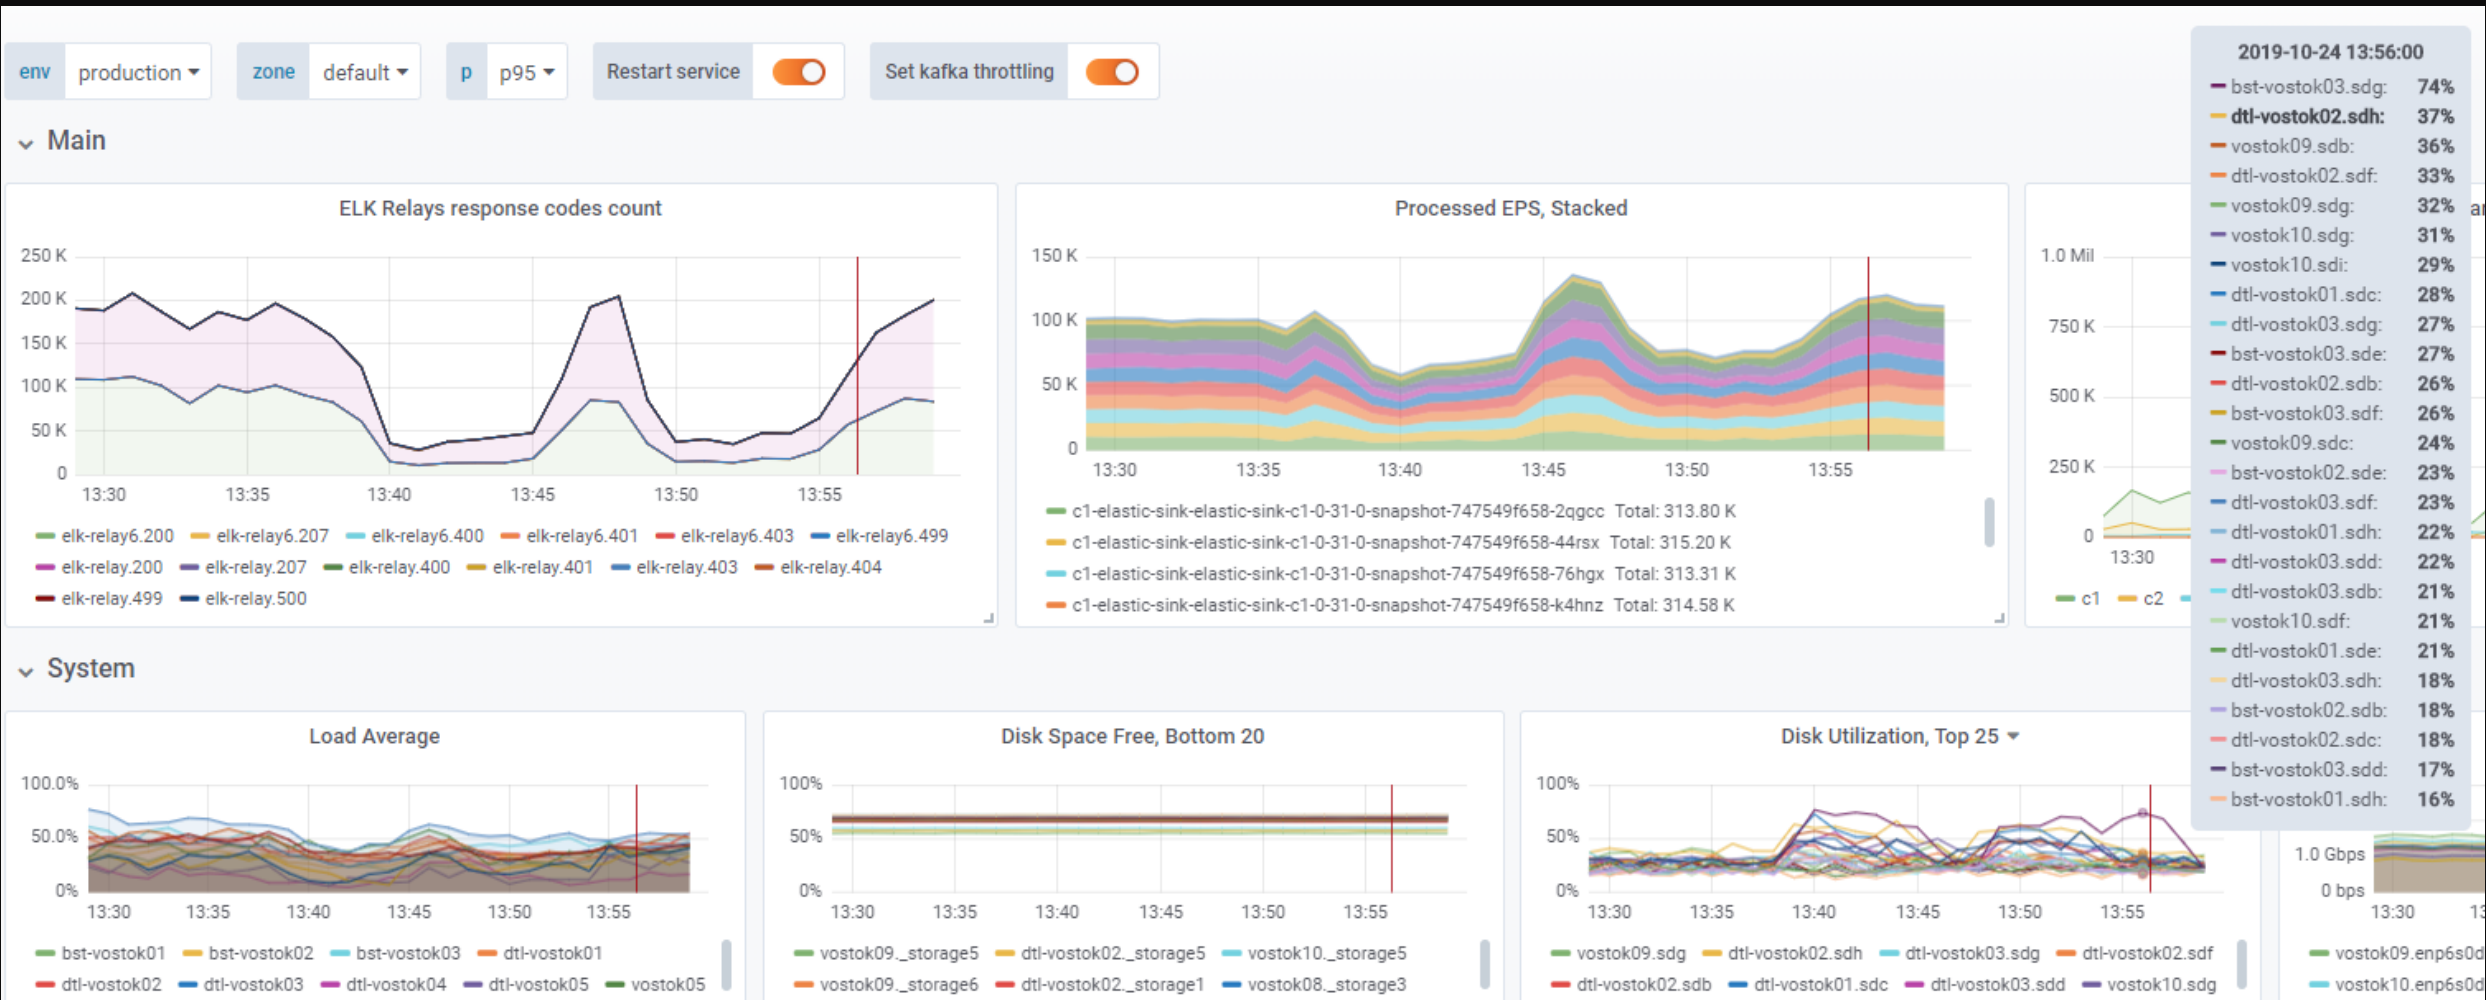 env production zone default p p95 Restart service Set kafka throttling
Main
ELK Relays response codes count
250 K
200 K
150 K
100 K
50 K
0
13:30 13:35 13:40 13:45 13:50 13:55
elk-relay6.200 elk-relay6.207 elk-relay6.400 elk-relay6.401 elk-relay6.403 elk-relay6.499
elk-relay.200 elk-relay.207 elk-relay.400 elk-relay.401 elk-relay.403 elk-relay.404
elk-relay.499 elk-relay.500
Processed EPS, Stacked
150 K
100 K
50 K
0
13:30 13:35 13:40 13:45 13:50 13:55
c1-elastic-sink-elastic-sink-c1-0-31-0-snapshot-747549f658-2qgcc Total: 313.80 K
c1-elastic-sink-elastic-sink-c1-0-31-0-snapshot-747549f658-44rsx Total: 315.20 K
c1-elastic-sink-elastic-sink-c1-0-31-0-snapshot-747549f658-76hgx Total: 313.31 K
c1-elastic-sink-elastic-sink-c1-0-31-0-snapshot-747549f658-k4hnz Total: 314.58 K
1.0 Mil
750 K
500 K
250 K
0
13:30
c1 c2
2019-10-24 13:56:00
bst-vostok03.sdg: 74%
dtl-vostok02.sdh: 37%
vostok09.sdb: 36%
dtl-vostok02.sdf: 33%
vostok09.sdg: 32%
vostok10.sdg: 31%
vostok10.sdi: 29%
dtl-vostok01.sdc: 28%
dtl-vostok03.sdg: 27%
bst-vostok03.sde: 27%
dtl-vostok02.sdb: 26%
bst-vostok03.sdf: 26%
vostok09.sdc: 24%
bst-vostok02.sde: 23%
dtl-vostok03.sdf: 23%
dtl-vostok01.sdh: 22%
dtl-vostok03.sdd: 22%
dtl-vostok03.sdb: 21%
vostok10.sdf: 21%
dtl-vostok01.sde: 21%
dtl-vostok03.sdh: 18%
bst-vostok02.sdb: 18%
dtl-vostok02.sdc: 18%
bst-vostok03.sdd: 17%
bst-vostok01.sdh: 16%
System
Load Average
100.0%
50.0%
0%
13:30 13:35 13:40 13:45 13:50 13:55
bst-vostok01 bst-vostok02 bst-vostok03 dtl-vostok01
dtl-vostok02 dtl-vostok03 dtl-vostok04 dtl-vostok05 vostok05
Disk Space Free, Bottom 20
100%
50%
0%
13:30 13:35 13:40 13:45 13:50 13:55
vostok09._storage5 dtl-vostok02._storage5 vostok10._storage5
vostok09._storage6 dtl-vostok02._storage1 vostok08._storage3
Disk Utilization, Top 25
100%
50%
0%
13:30 13:35 13:40 13:45 13:50 13:55
vostok09.sdg dtl-vostok02.sdh dtl-vostok03.sdg dtl-vostok02.sdf
dtl-vostok02.sdb dtl-vostok01.sdc dtl-vostok03.sdd vostok10.sdg
1.0 Gbps
0 bps
13:30
vostok09.enp6s0d
vostok10.enp6s0d